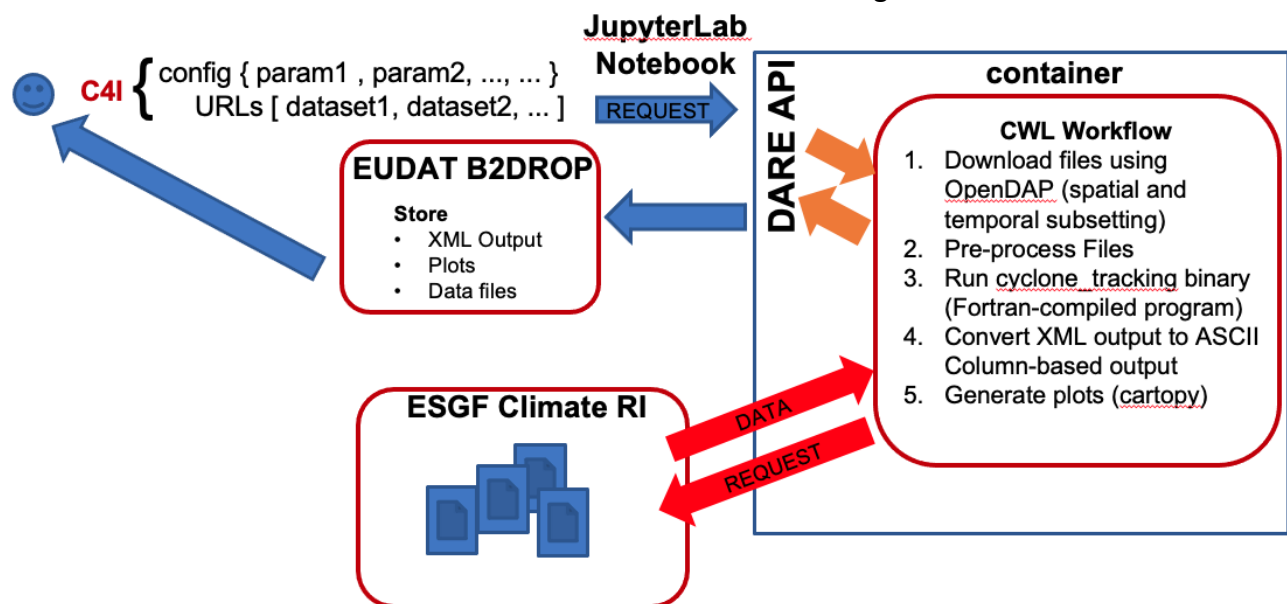 JupyterLab
Notebook
C4I { config { param1 , param2, ..., ... }
URLs [ dataset1, dataset2, ... ]
REQUEST
DARE API
container
CWL Workflow
1. Download files using
OpenDAP (spatial and
temporal subsetting)
2. Pre-process Files
3. Run cyclone_tracking binary
(Fortran-compiled program)
4. Convert XML output to ASCII
Column-based output
5. Generate plots (cartopy)
EUDAT B2DROP
Store
• XML Output
• Plots
• Data files
ESGF Climate RI
DATA
REQUEST